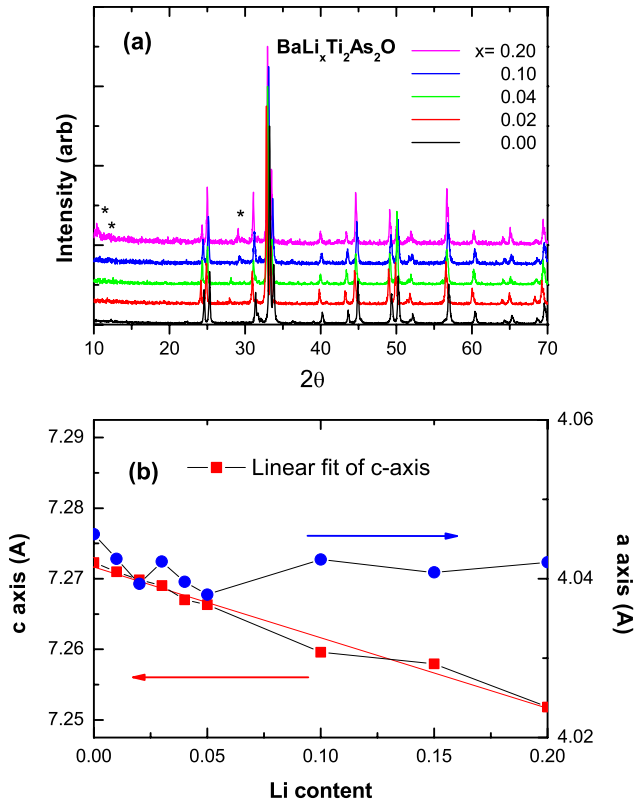 (a)
BaLiₓTi₂As₂O
x= 0.20
0.10
0.04
0.02
0.00
Intensity (arb)
*
*
*
10 20 30 40 50 60 70
2θ
(b)
Linear fit of c-axis
7.29
7.28
7.27
7.26
7.25
c axis (A)
4.06
4.04
4.02
a axis (A)
0.00 0.05 0.10 0.15 0.20
Li content